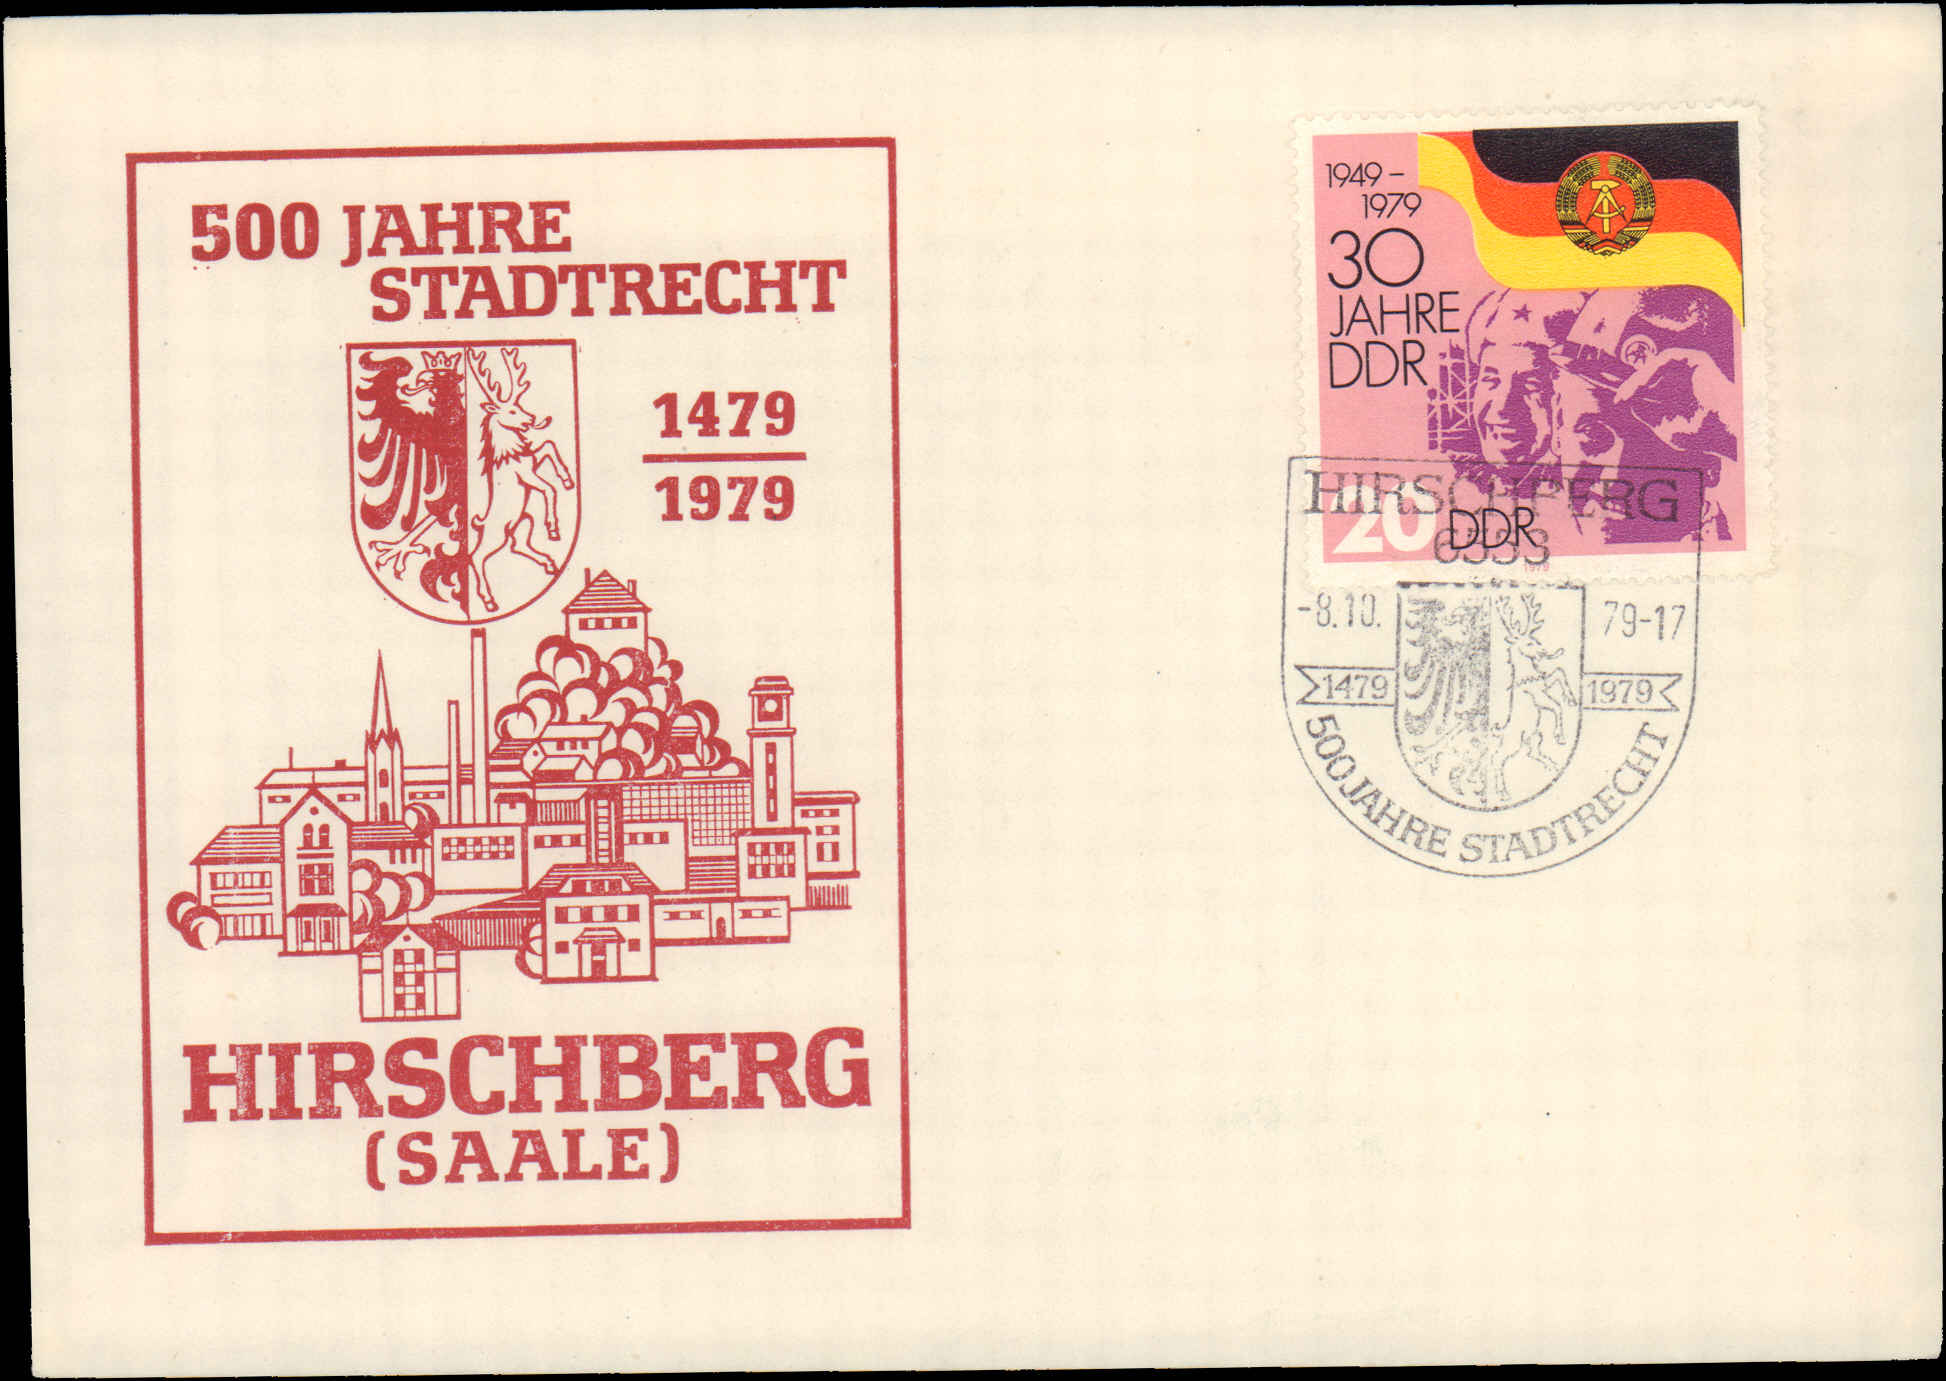 500 JAHRE
STADTRECHT
1479
1979
HIRSCHBERG
(SAALE)
1949 –
1979
30
JAHRE
DDR
20 DDR
1979
HIRSCHBERG
-8.10. 79-17
1479 1979
500 JAHRE STADTRECHT